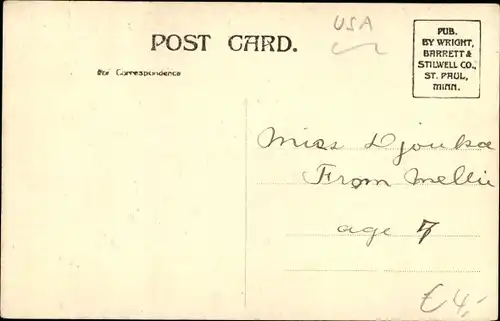 USA
POST CARD.
For Correspondence
PUB.
BY WRIGHT,
BARRETT &
STILWELL CO.,
ST. PAUL,
MINN.
Miss Djouka
From Mellie
age 7
€4,-